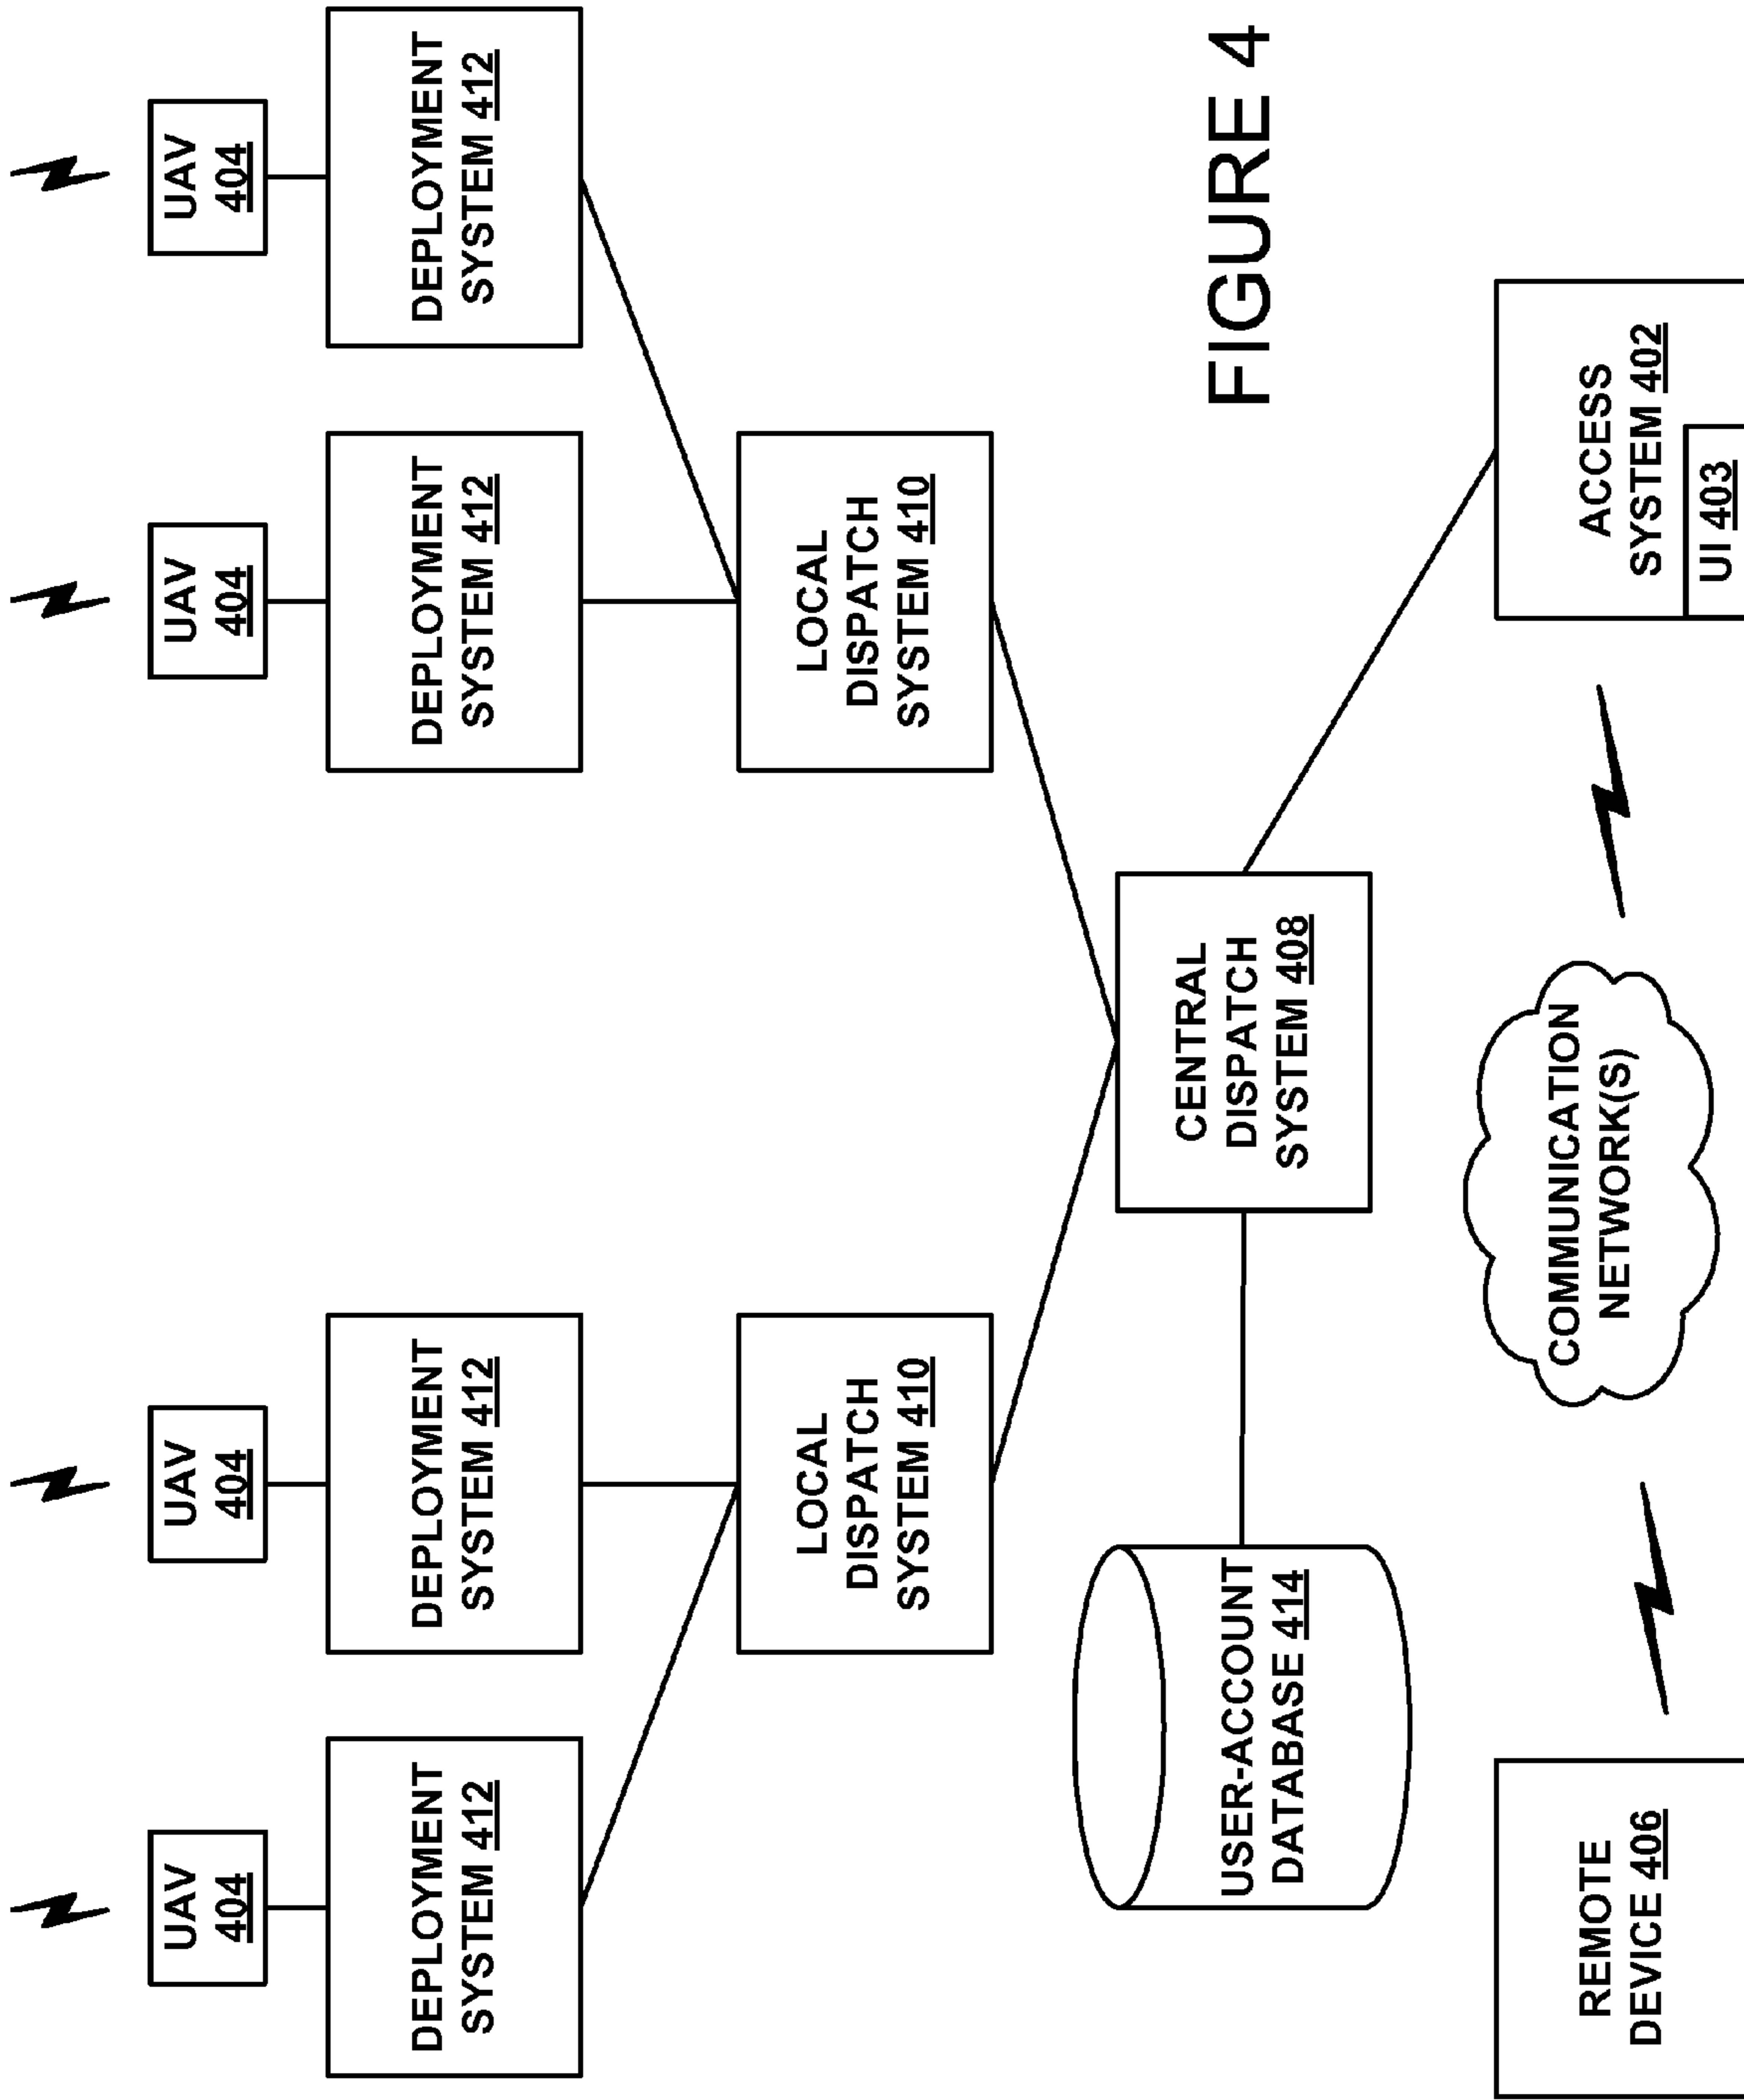 UAV
404
UAV
404
UAV
404
UAV
404
DEPLOYMENT
SYSTEM 412
DEPLOYMENT
SYSTEM 412
DEPLOYMENT
SYSTEM 412
DEPLOYMENT
SYSTEM 412
LOCAL
DISPATCH
SYSTEM 410
LOCAL
DISPATCH
SYSTEM 410
USER-ACCOUNT
DATABASE 414
CENTRAL
DISPATCH
SYSTEM 408
FIGURE 4
REMOTE
DEVICE 406
COMMUNICATION
NETWORK(S)
ACCESS
SYSTEM 402
UI 403